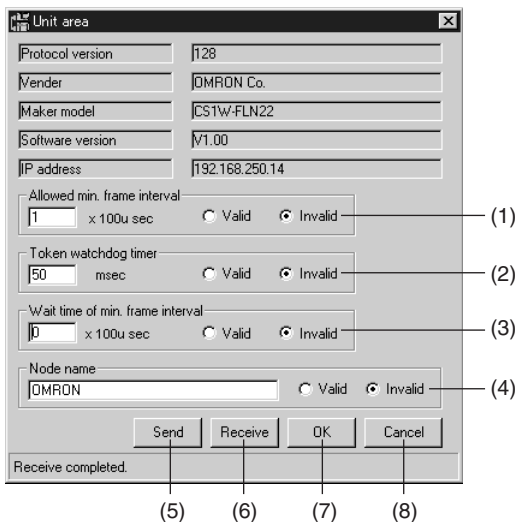 Unit area
Protocol version 128
Vender OMRON Co.
Maker model CS1W-FLN22
Software version V1.00
IP address 192.168.250.14
Allowed min. frame interval
1 x 100u sec Valid Invalid (1)
Token watchdog timer
50 msec Valid Invalid (2)
Wait time of min. frame interval
0 x 100u sec Valid Invalid (3)
Node name
OMRON Valid Invalid (4)
Send Receive OK Cancel
Receive completed.
(5) (6) (7) (8)